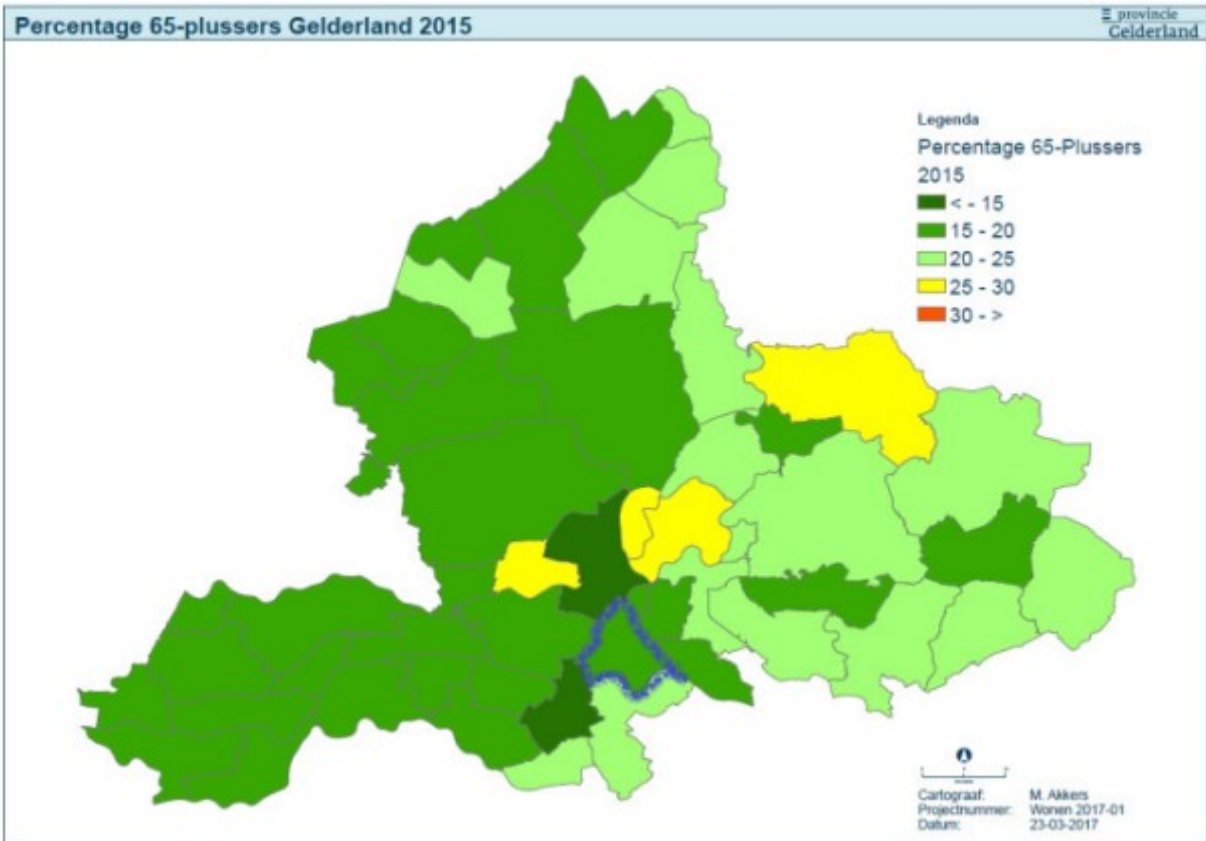 Percentage 65-plussers Gelderland 2015
provincie
Gelderland
Legenda
Percentage 65-Plussers
2015
< - 15
15 - 20
20 - 25
25 - 30
30 - >
Cartograaf: M. Akkers
Projectnummer: Wonen 2017-01
Datum: 23-03-2017